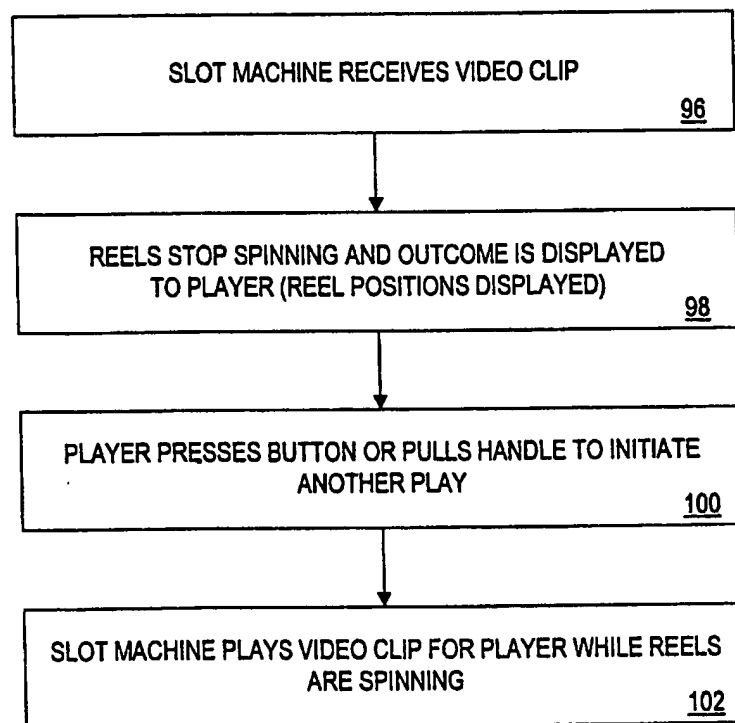 SLOT MACHINE RECEIVES VIDEO CLIP
96
REELS STOP SPINNING AND OUTCOME IS DISPLAYED
TO PLAYER (REEL POSITIONS DISPLAYED)
98
PLAYER PRESSES BUTTON OR PULLS HANDLE TO INITIATE
ANOTHER PLAY
100
SLOT MACHINE PLAYS VIDEO CLIP FOR PLAYER WHILE REELS
ARE SPINNING
102